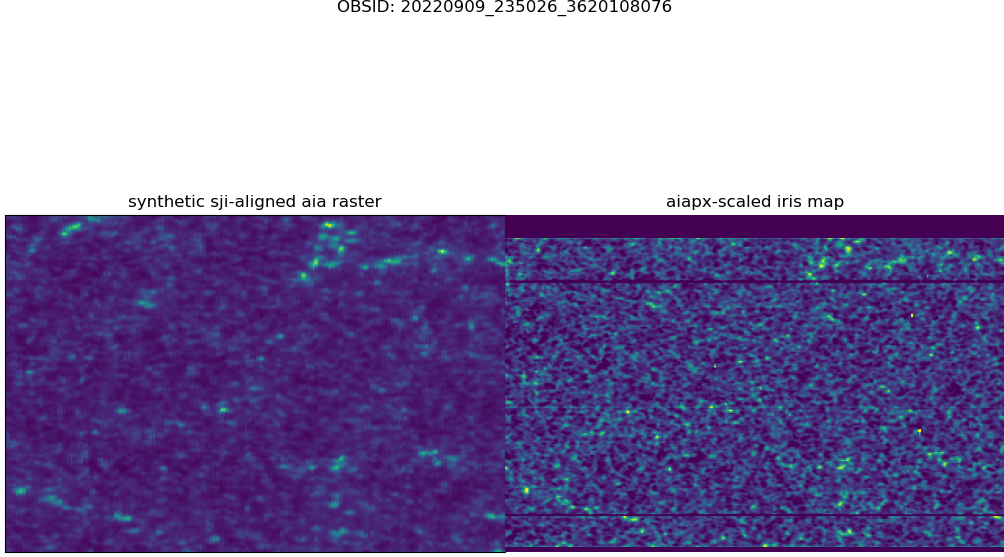 OBSID: 20220909_235026_3620108076
synthetic sji-aligned aia raster
aiapx-scaled iris map